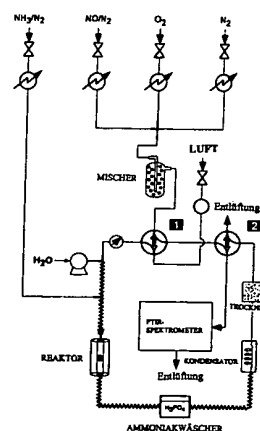 NH3/N2 NO/N2 O2 N2
MISCHER
LUFT
Entlüftung
1 2
H2O
TROCKN
FTIR-
SPEKTROMETER
KONDENSATOR
REAKTOR
Entlüftung
H3PO4
AMMONIAKWÄSCHER